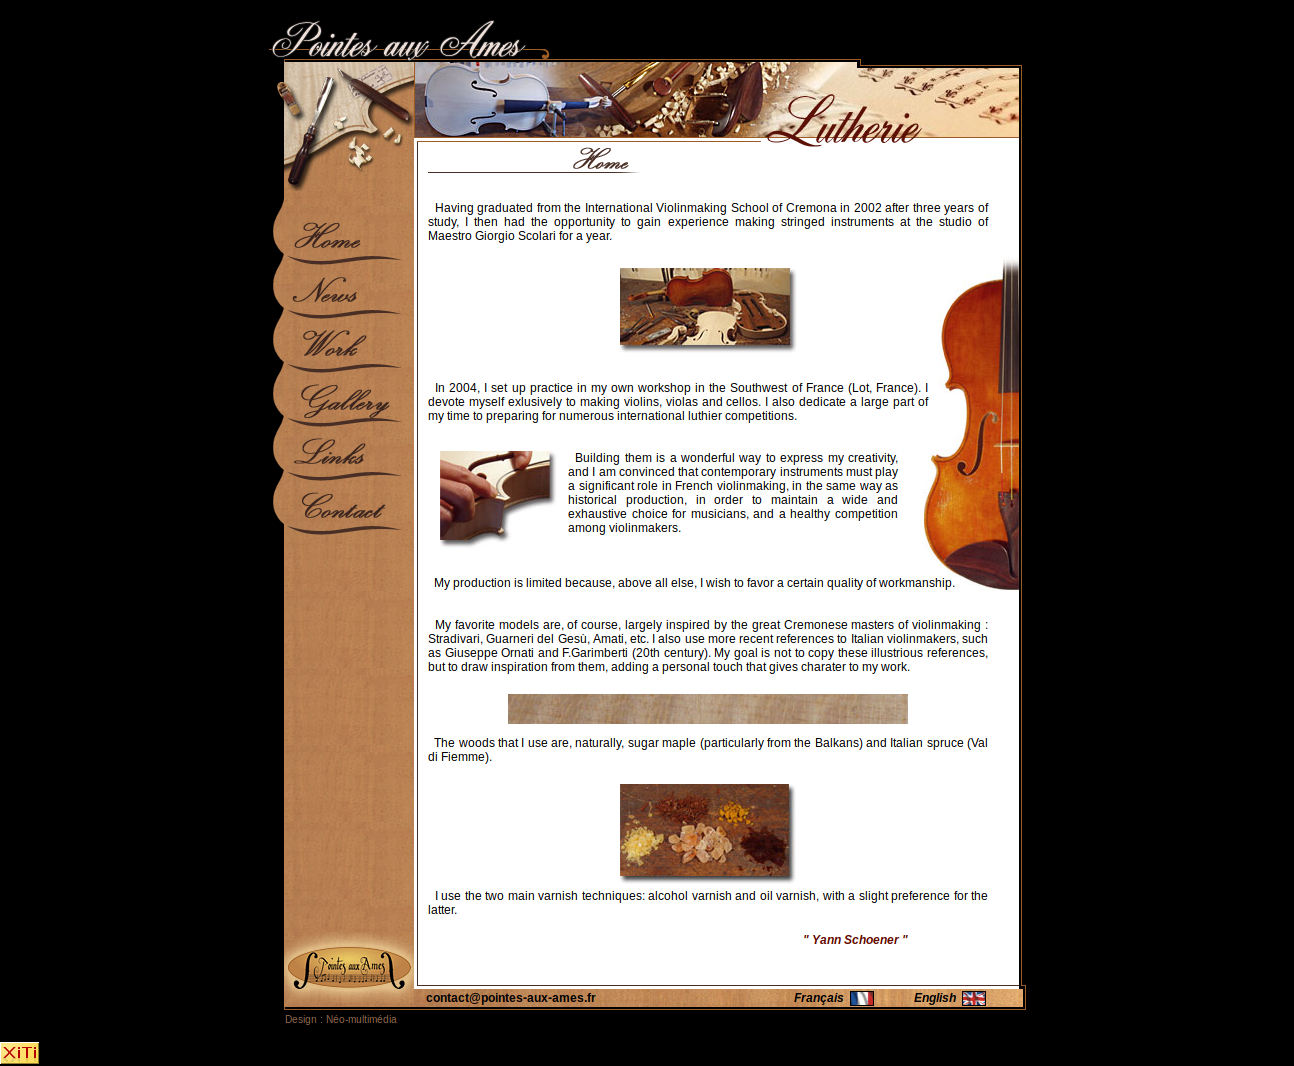 Pointes aux Ames
Lutherie
Home
Having graduated from the International Violinmaking School of Cremona in 2002 after three years of
study, I then had the opportunity to gain experience making stringed instruments at the studio of
Maestro Giorgio Scolari for a year.
Home
News
Work
Gallery
Links
Contact
In 2004, I set up practice in my own workshop in the Southwest of France (Lot, France). I
devote myself exlusively to making violins, violas and cellos. I also dedicate a large part of
my time to preparing for numerous international luthier competitions.
Building them is a wonderful way to express my creativity,
and I am convinced that contemporary instruments must play
a significant role in French violinmaking, in the same way as
historical production, in order to maintain a wide and
exhaustive choice for musicians, and a healthy competition
among violinmakers.
My production is limited because, above all else, I wish to favor a certain quality of workmanship.
My favorite models are, of course, largely inspired by the great Cremonese masters of violinmaking :
Stradivari, Guarneri del Gesù, Amati, etc. I also use more recent references to Italian violinmakers, such
as Giuseppe Ornati and F.Garimberti (20th century). My goal is not to copy these illustrious references,
but to draw inspiration from them, adding a personal touch that gives charater to my work.
The woods that I use are, naturally, sugar maple (particularly from the Balkans) and Italian spruce (Val
di Fiemme).
I use the two main varnish techniques: alcohol varnish and oil varnish, with a slight preference for the
latter.
" Yann Schoener "
Pointes aux Ames
contact@pointes-aux-ames.fr
Français
English
Design : Néo-multimédia
XiTi